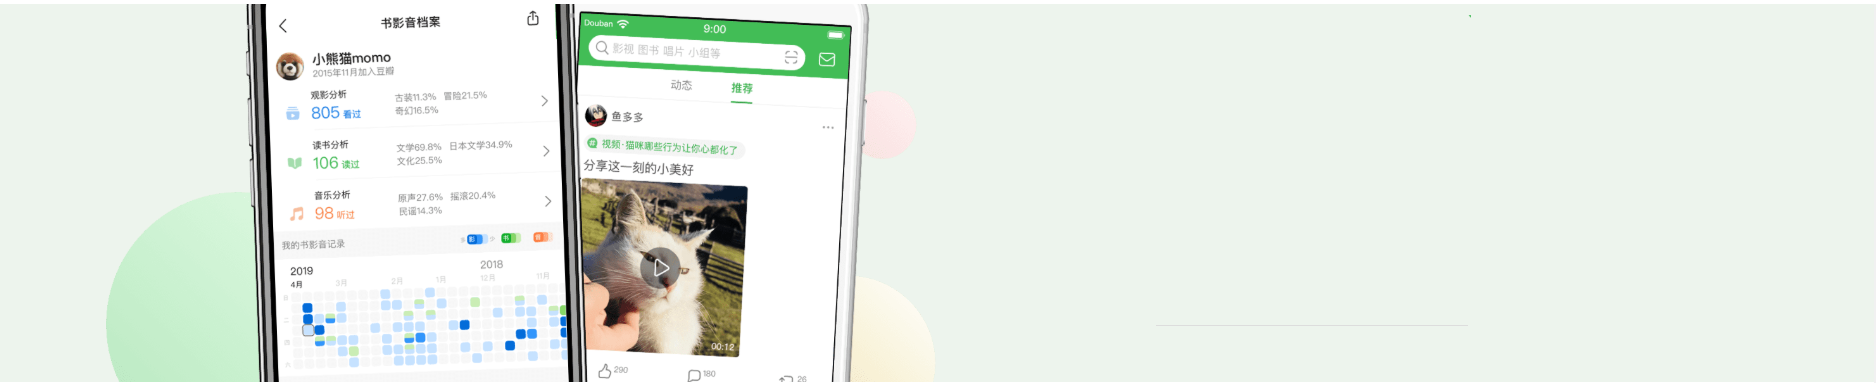 书影音档案
小熊猫momo
2015年11月加入豆瓣
观影分析
805 看过
古装11.3% 冒险21.5%
奇幻16.5%
读书分析
106 读过
文学69.8% 日本文学34.9%
文化25.5%
音乐分析
98 听过
原声27.6% 摇滚20.4%
民谣14.3%
我的书影音记录
多 影 小 书 音
2019 2018
4月 3月 2月 1月 12月 11月
日
二
四
六
Douban 9:00
影视 图书 唱片 小组等
动态 推荐
鱼多多
视频·猫咪哪些行为让你心都化了
分享这一刻的小美好
00:12
290 180 26